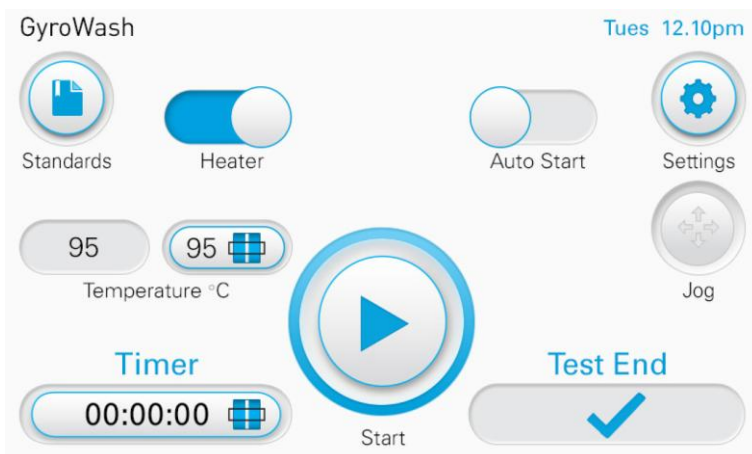 GyroWash
Tues 12.10pm
Standards
Heater
Auto Start
Settings
95
95
Temperature °C
Jog
Timer
Test End
00:00:00
Start